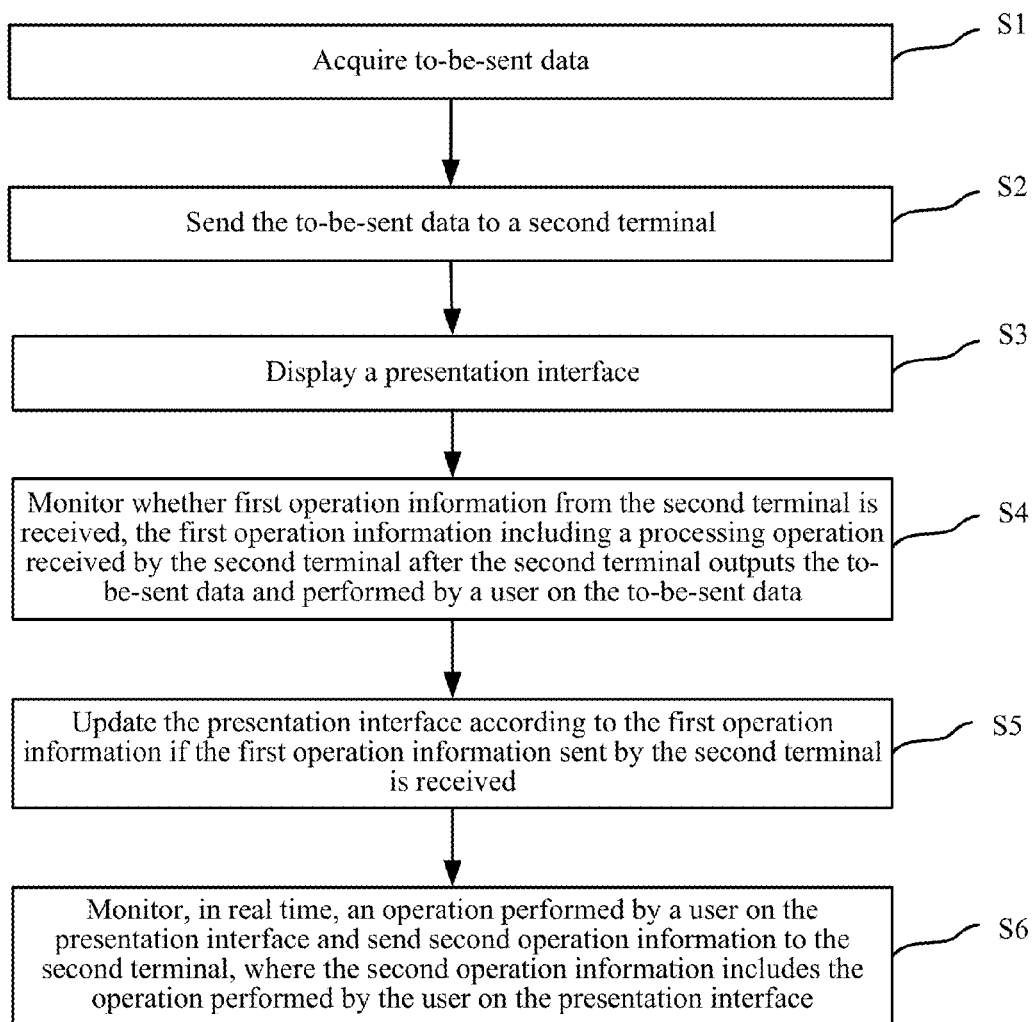 S1
Acquire to-be-sent data
S2
Send the to-be-sent data to a second terminal
S3
Display a presentation interface
Monitor whether first operation information from the second terminal is
received, the first operation information including a processing operation
received by the second terminal after the second terminal outputs the to-
be-sent data and performed by a user on the to-be-sent data
S4
Update the presentation interface according to the first operation
information if the first operation information sent by the second terminal
is received
S5
Monitor, in real time, an operation performed by a user on the
presentation interface and send second operation information to the
second terminal, where the second operation information includes the
operation performed by the user on the presentation interface
S6